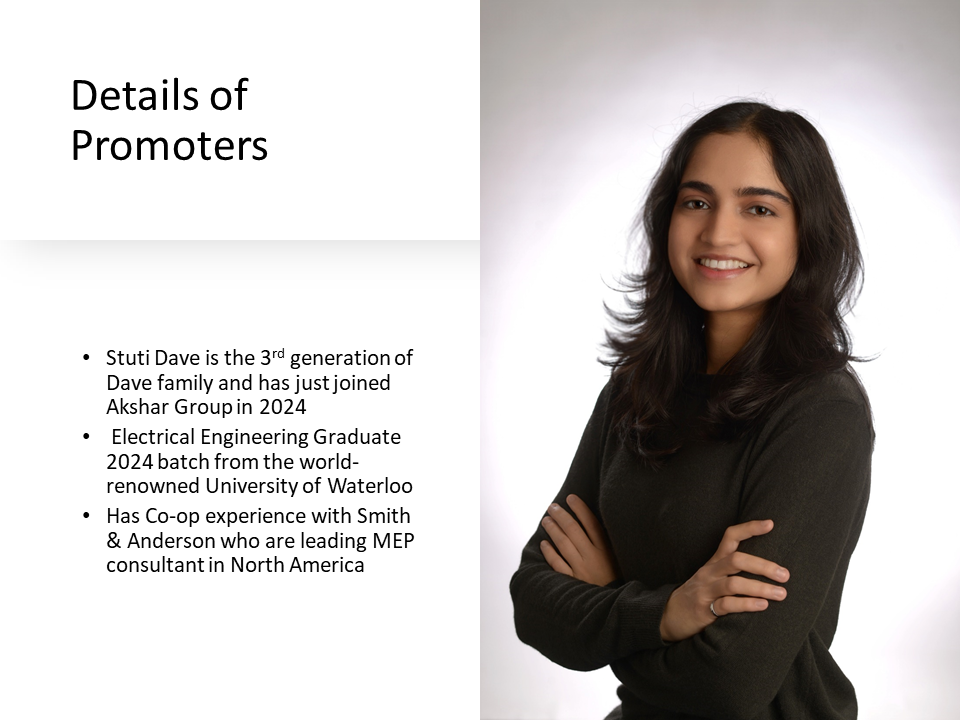 Details of
Promoters
• Stuti Dave is the 3rd generation of
Dave family and has just joined
Akshar Group in 2024
• Electrical Engineering Graduate
2024 batch from the world-
renowned University of Waterloo
• Has Co-op experience with Smith
& Anderson who are leading MEP
consultant in North America